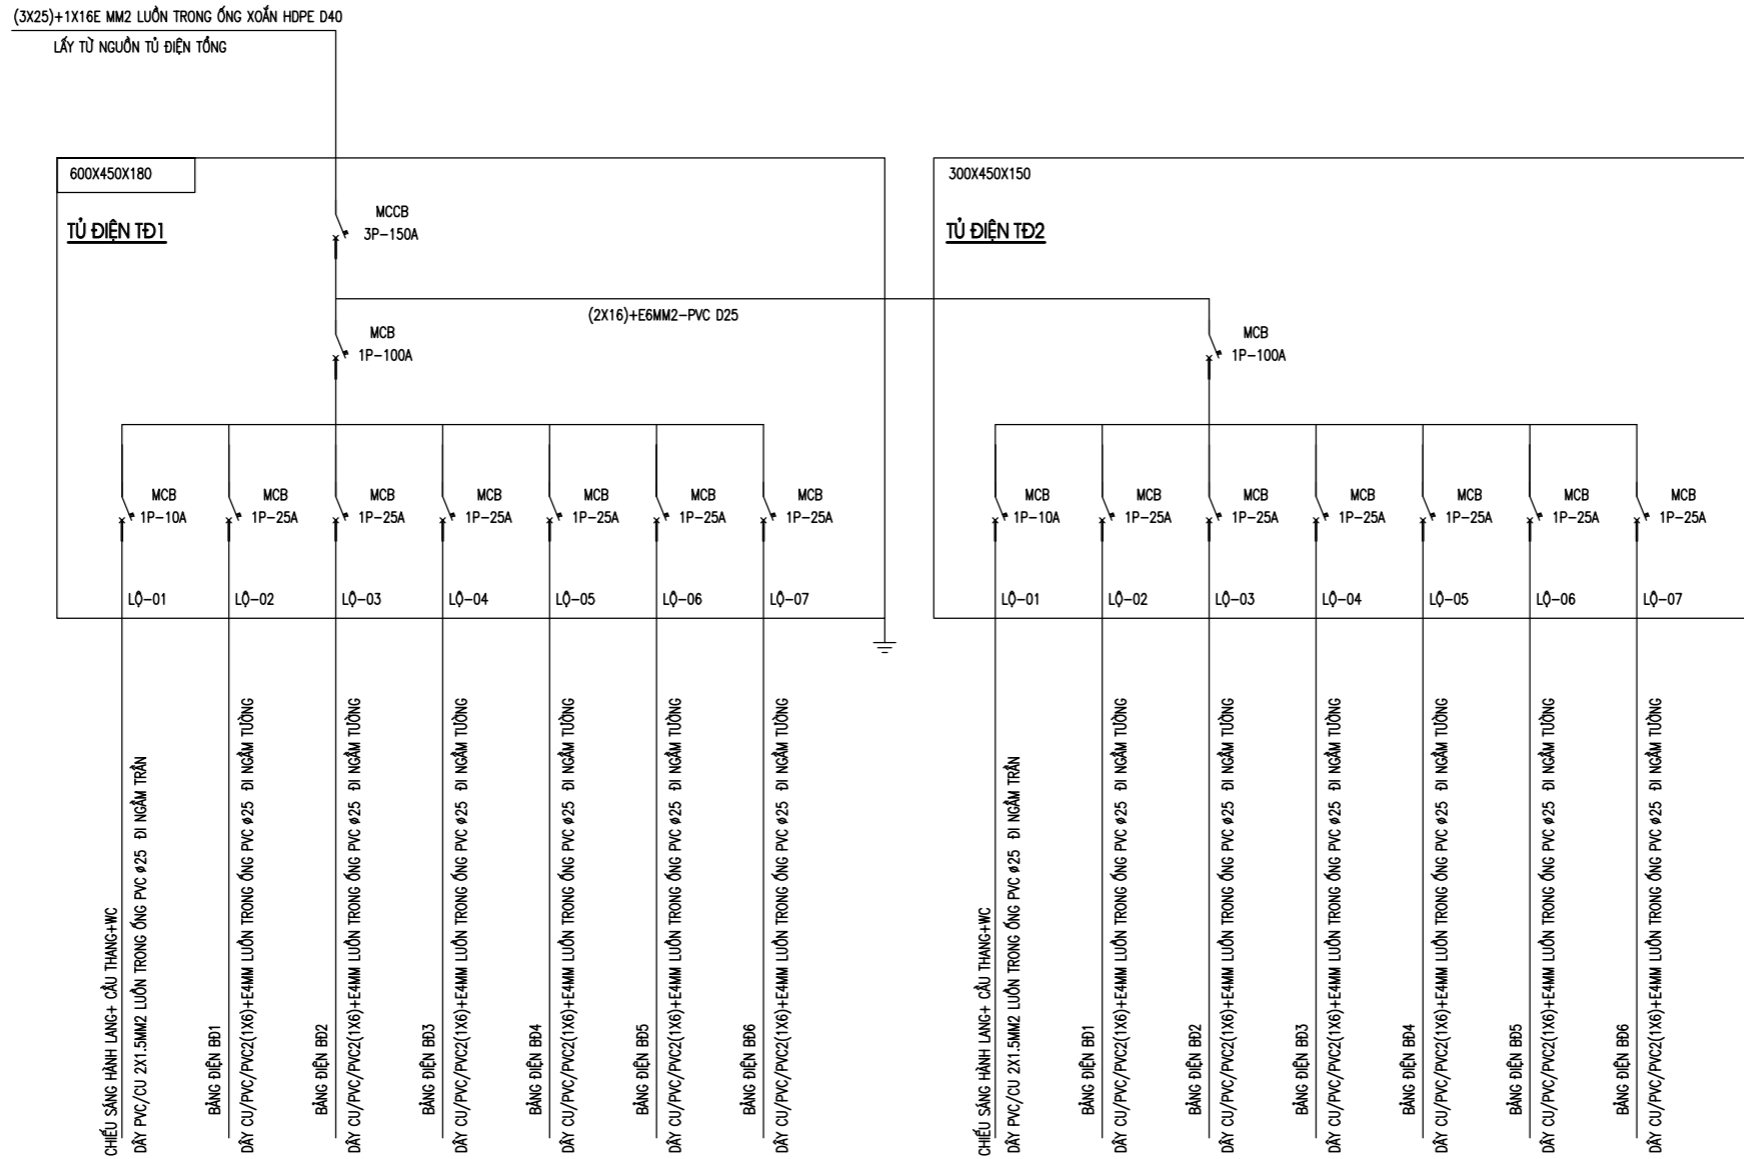 (3X25)+1X16E MM2 LUỒN TRONG ỐNG XOẮN HDPE D40
LẤY TỪ NGUỒN TỦ ĐIỆN TỔNG
600X450X180
TỦ ĐIỆN TĐ1
MCCB
3P-150A
(2X16)+E6MM2-PVC D25
MCB
1P-100A
MCB
1P-10A
MCB
1P-25A
MCB
1P-25A
MCB
1P-25A
MCB
1P-25A
MCB
1P-25A
MCB
1P-25A
LỘ-01
LỘ-02
LỘ-03
LỘ-04
LỘ-05
LỘ-06
LỘ-07
CHIẾU SÁNG HÀNH LANG+ CẦU THANG+WC
DÂY PVC/CU 2X1.5MM2 LUỒN TRONG ỐNG PVC ø25 ĐI NGẦM TRẦN
BẢNG ĐIỆN BĐ1
DÂY CU/PVC/PVC2(1X6)+E4MM LUỒN TRONG ỐNG PVC ø25 ĐI NGẦM TƯỜNG
BẢNG ĐIỆN BĐ2
DÂY CU/PVC/PVC2(1X6)+E4MM LUỒN TRONG ỐNG PVC ø25 ĐI NGẦM TƯỜNG
BẢNG ĐIỆN BĐ3
DÂY CU/PVC/PVC2(1X6)+E4MM LUỒN TRONG ỐNG PVC ø25 ĐI NGẦM TƯỜNG
BẢNG ĐIỆN BĐ4
DÂY CU/PVC/PVC2(1X6)+E4MM LUỒN TRONG ỐNG PVC ø25 ĐI NGẦM TƯỜNG
BẢNG ĐIỆN BĐ5
DÂY CU/PVC/PVC2(1X6)+E4MM LUỒN TRONG ỐNG PVC ø25 ĐI NGẦM TƯỜNG
BẢNG ĐIỆN BĐ6
DÂY CU/PVC/PVC2(1X6)+E4MM LUỒN TRONG ỐNG PVC ø25 ĐI NGẦM TƯỜNG
300X450X150
TỦ ĐIỆN TĐ2
MCB
1P-100A
MCB
1P-10A
MCB
1P-25A
MCB
1P-25A
MCB
1P-25A
MCB
1P-25A
MCB
1P-25A
MCB
1P-25A
LỘ-01
LỘ-02
LỘ-03
LỘ-04
LỘ-05
LỘ-06
LỘ-07
CHIẾU SÁNG HÀNH LANG+ CẦU THANG+WC
DÂY PVC/CU 2X1.5MM2 LUỒN TRONG ỐNG PVC ø25 ĐI NGẦM TRẦN
BẢNG ĐIỆN BĐ1
DÂY CU/PVC/PVC2(1X6)+E4MM LUỒN TRONG ỐNG PVC ø25 ĐI NGẦM TƯỜNG
BẢNG ĐIỆN BĐ2
DÂY CU/PVC/PVC2(1X6)+E4MM LUỒN TRONG ỐNG PVC ø25 ĐI NGẦM TƯỜNG
BẢNG ĐIỆN BĐ3
DÂY CU/PVC/PVC2(1X6)+E4MM LUỒN TRONG ỐNG PVC ø25 ĐI NGẦM TƯỜNG
BẢNG ĐIỆN BĐ4
DÂY CU/PVC/PVC2(1X6)+E4MM LUỒN TRONG ỐNG PVC ø25 ĐI NGẦM TƯỜNG
BẢNG ĐIỆN BĐ5
DÂY CU/PVC/PVC2(1X6)+E4MM LUỒN TRONG ỐNG PVC ø25 ĐI NGẦM TƯỜNG
BẢNG ĐIỆN BĐ6
DÂY CU/PVC/PVC2(1X6)+E4MM LUỒN TRONG ỐNG PVC ø25 ĐI NGẦM TƯỜNG